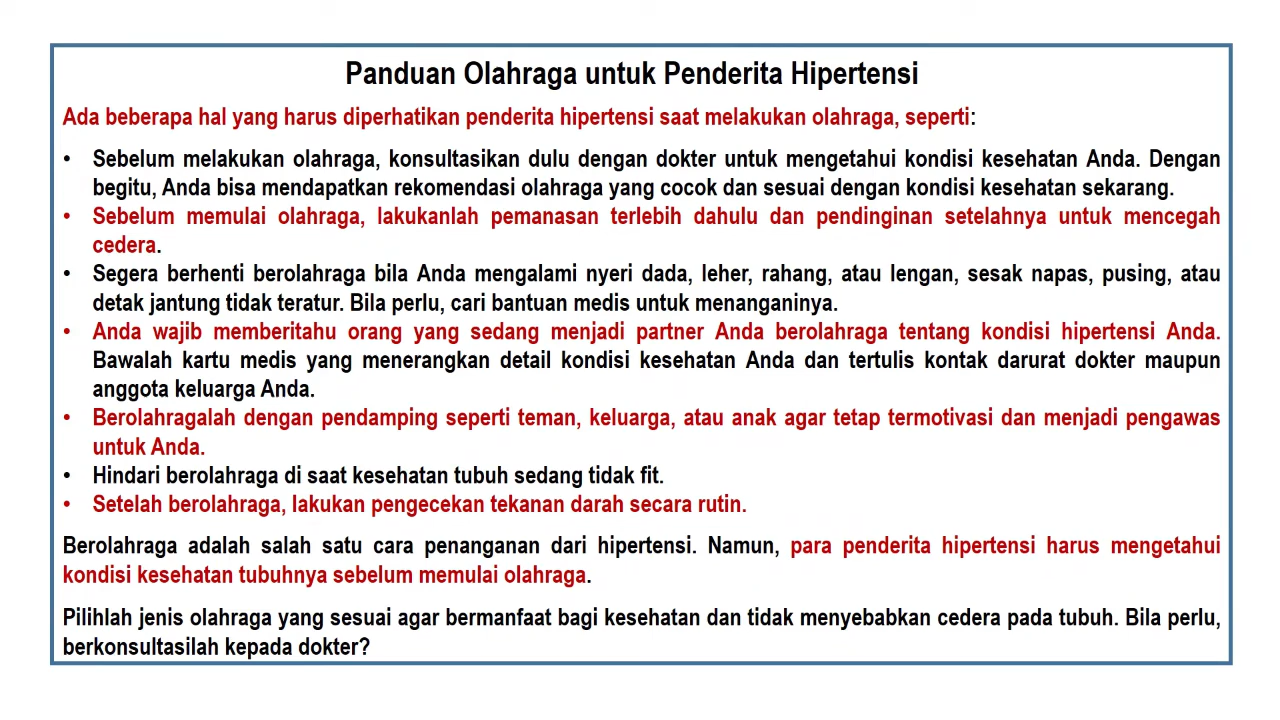 Panduan Olahraga untuk Penderita Hipertensi
Ada beberapa hal yang harus diperhatikan penderita hipertensi saat melakukan olahraga, seperti:
• Sebelum melakukan olahraga, konsultasikan dulu dengan dokter untuk mengetahui kondisi kesehatan Anda. Dengan
begitu, Anda bisa mendapatkan rekomendasi olahraga yang cocok dan sesuai dengan kondisi kesehatan sekarang.
• Sebelum memulai olahraga, lakukanlah pemanasan terlebih dahulu dan pendinginan setelahnya untuk mencegah
cedera.
• Segera berhenti berolahraga bila Anda mengalami nyeri dada, leher, rahang, atau lengan, sesak napas, pusing, atau
detak jantung tidak teratur. Bila perlu, cari bantuan medis untuk menanganinya.
• Anda wajib memberitahu orang yang sedang menjadi partner Anda berolahraga tentang kondisi hipertensi Anda.
Bawalah kartu medis yang menerangkan detail kondisi kesehatan Anda dan tertulis kontak darurat dokter maupun
anggota keluarga Anda.
• Berolahragalah dengan pendamping seperti teman, keluarga, atau anak agar tetap termotivasi dan menjadi pengawas
untuk Anda.
• Hindari berolahraga di saat kesehatan tubuh sedang tidak fit.
• Setelah berolahraga, lakukan pengecekan tekanan darah secara rutin.
Berolahraga adalah salah satu cara penanganan dari hipertensi. Namun, para penderita hipertensi harus mengetahui
kondisi kesehatan tubuhnya sebelum memulai olahraga.
Pilihlah jenis olahraga yang sesuai agar bermanfaat bagi kesehatan dan tidak menyebabkan cedera pada tubuh. Bila perlu,
berkonsultasilah kepada dokter?